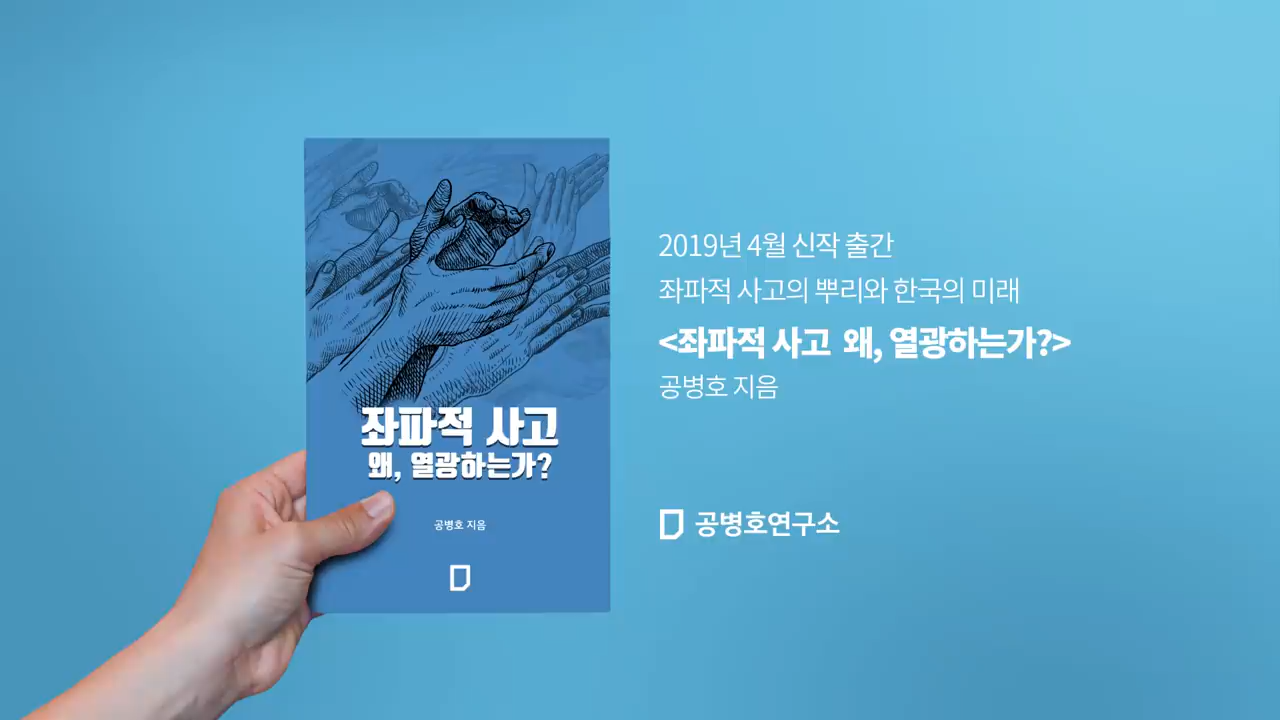 좌파적 사고
왜, 열광하는가?
공병호 지음
2019년 4월 신작 출간
좌파적 사고의 뿌리와 한국의 미래
<좌파적 사고 왜, 열광하는가?>
공병호 지음
공병호연구소